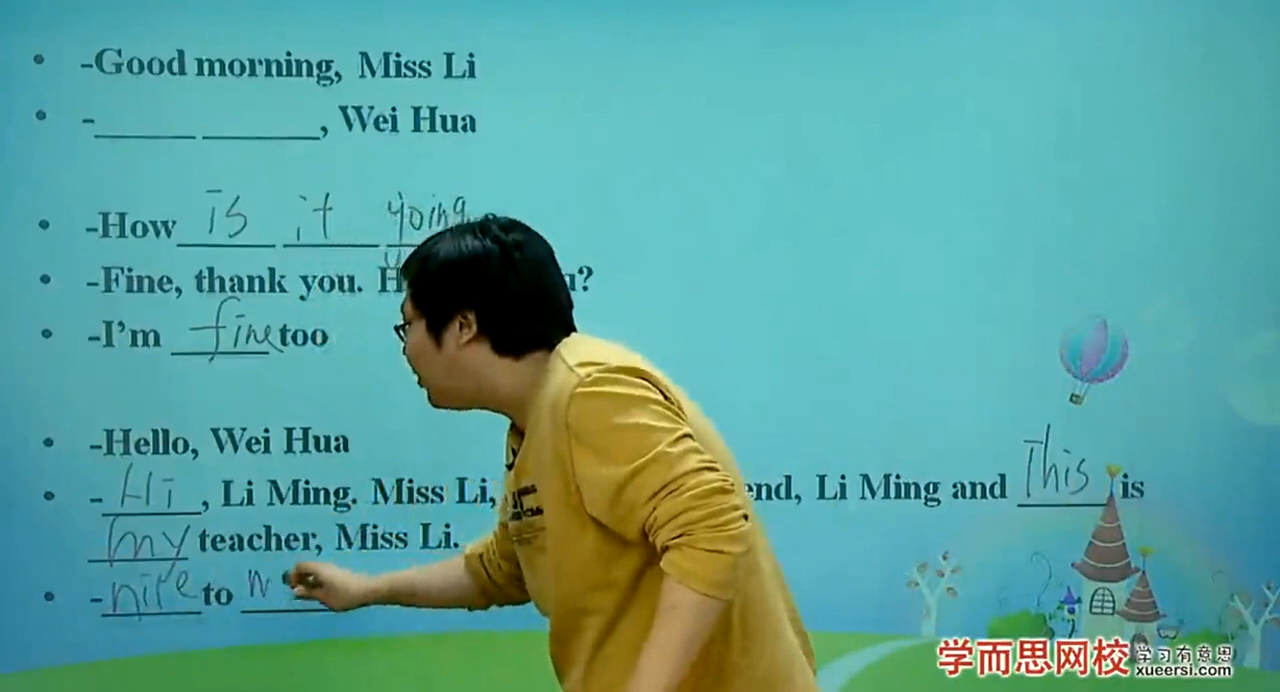 -Good morning, Miss Li
-_____ _____, Wei Hua
-How is it going
-Fine, thank you. H u?
-I'm fine too
-Hello, Wei Hua
-Hi, Li Ming. Miss Li, end, Li Ming and This is
my teacher, Miss Li.
-nice to
学而思网校 学习有意思
xueersi.com